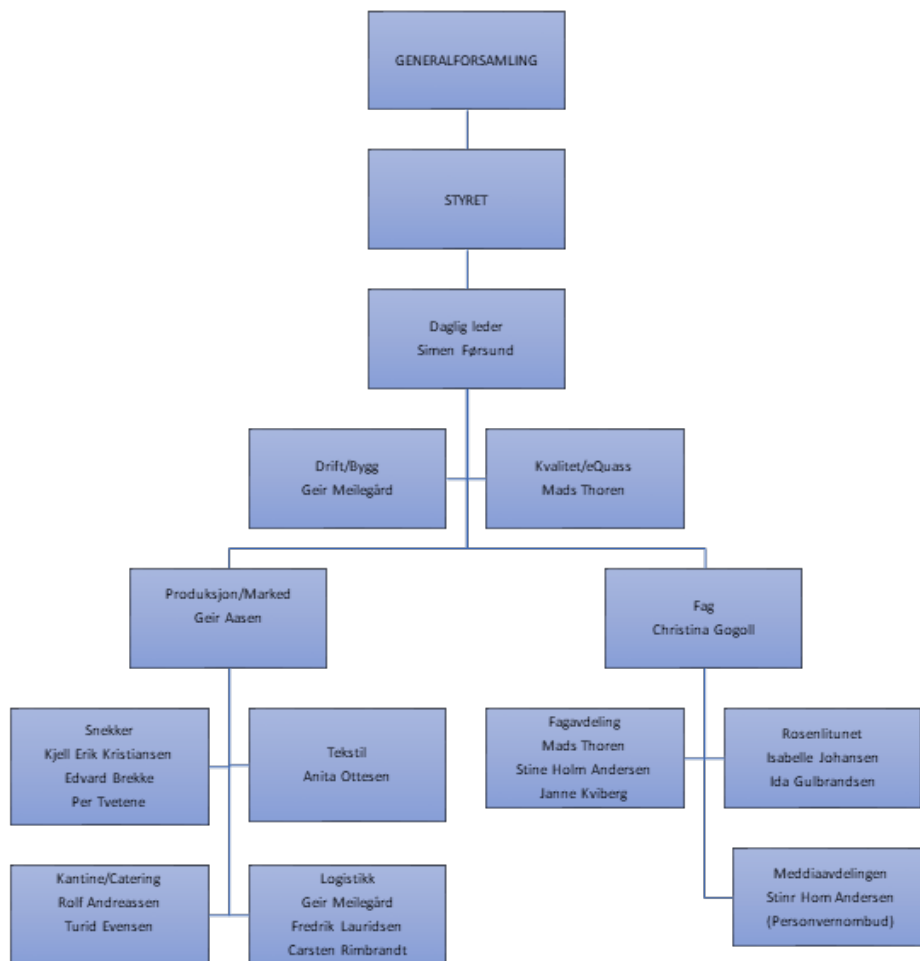 GENERALFORSAMLING
STYRET
Daglig leder
Simen Førsund
Drift/Bygg
Geir Meilegård
Kvalitet/eQuass
Mads Thoren
Produksjon/Marked
Geir Aasen
Fag
Christina Gogoll
Snekker
Kjell Erik Kristiansen
Edvard Brekke
Per Tvetene
Tekstil
Anita Ottesen
Fagavdeling
Mads Thoren
Stine Holm Andersen
Janne Kviberg
Rosenlitunet
Isabelle Johansen
Ida Gulbrandsen
Kantine/Catering
Rolf Andreassen
Turid Evensen
Logistikk
Geir Meilegård
Fredrik Lauridsen
Carsten Rimbrandt
Meddiaavdelingen
Stinr Hom Andersen
(Personvernombud)